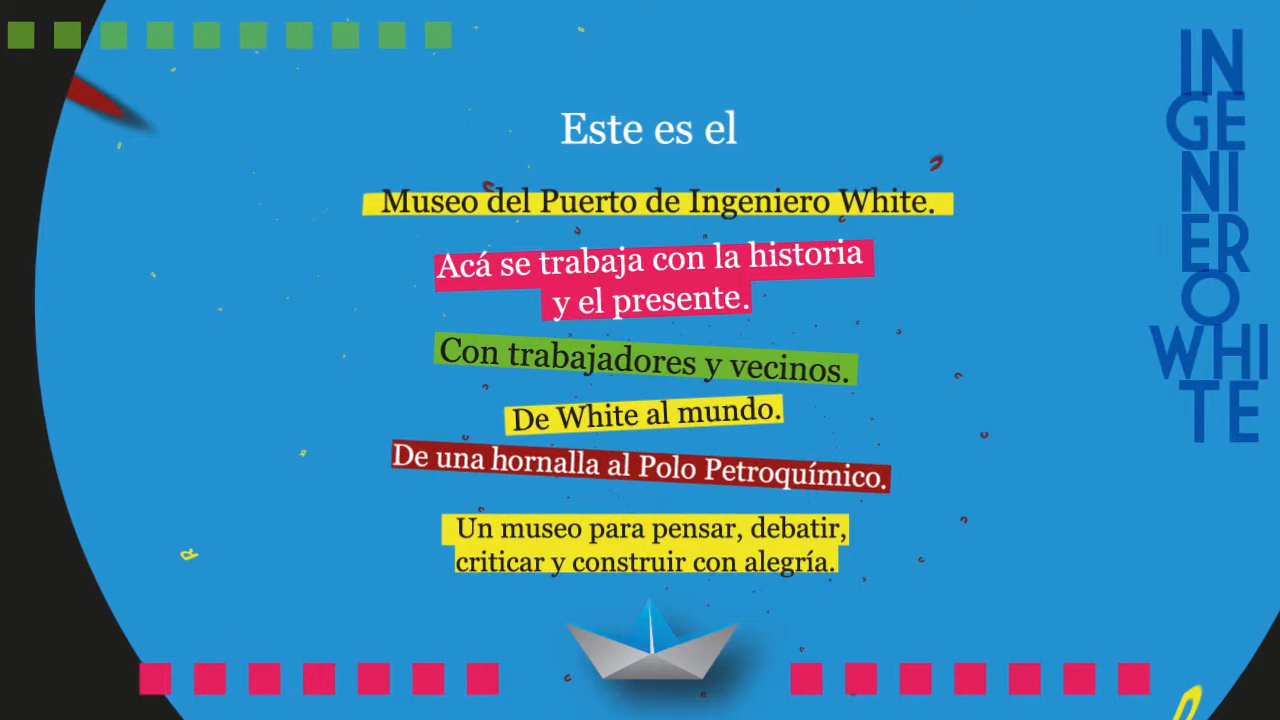 Este es el
Museo del Puerto de Ingeniero White.
Acá se trabaja con la historia
y el presente.
Con trabajadores y vecinos.
De White al mundo.
De una hornalla al Polo Petroquímico.
Un museo para pensar, debatir,
criticar y construir con alegría.
IN
GE
NI
ER
O
WHI
TE